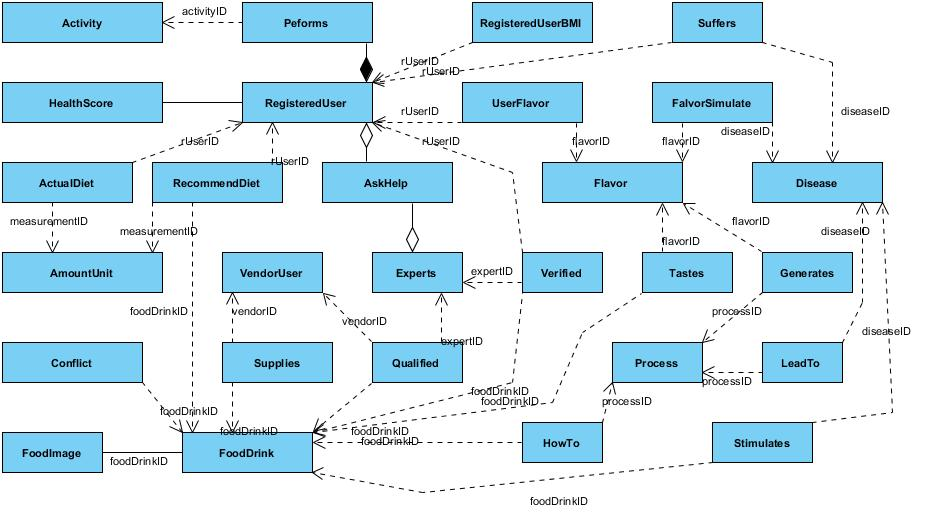 Activity
activityID
Peforms
RegisteredUserBMI
Suffers
rUserID
rUserID
HealthScore
RegisteredUser
rUserID
UserFlavor
FalvorSimulate
diseaseID
rUserID
rUserID
flavorID
flavorID
diseaseID
rUserID
ActualDiet
RecommendDiet
AskHelp
Flavor
Disease
measurementID
measurementID
flavorID
flavorID
diseaseID
AmountUnit
VendorUser
Experts
expertID
Verified
Tastes
Generates
foodDrinkID
vendorID
vendorID
expertID
processID
diseaseID
Conflict
Supplies
Qualified
Process
LeadTo
processID
foodDrinkID
foodDrinkID
foodDrinkID
processID
foodDrinkID
foodDrinkID
foodDrinkID
FoodImage
foodDrinkID
FoodDrink
HowTo
Stimulates
foodDrinkID